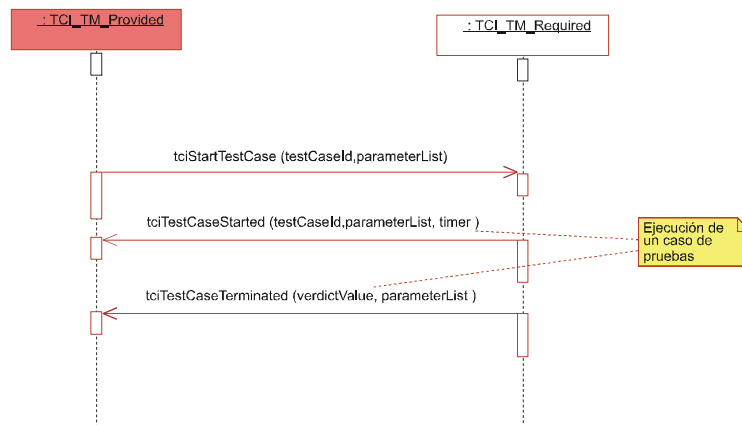 : TCI_TM_Provided
: TCI_TM_Required
tciStartTestCase (testCaseId,parameterList)
tciTestCaseStarted (testCaseId,parameterList, timer )
Ejecución de
un caso de
pruebas
tciTestCaseTerminated (verdictValue, parameterList )